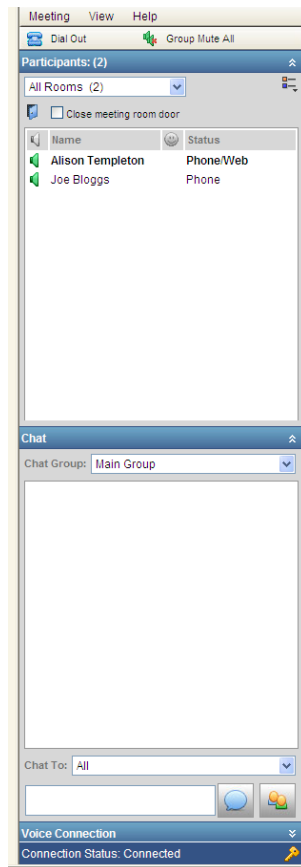 Meeting View Help
Dial Out Group Mute All
Participants: (2)
All Rooms (2)
Close meeting room door
Name Status
Alison Templeton Phone/Web
Joe Bloggs Phone
Chat
Chat Group: Main Group
Chat To: All
Voice Connection
Connection Status: Connected